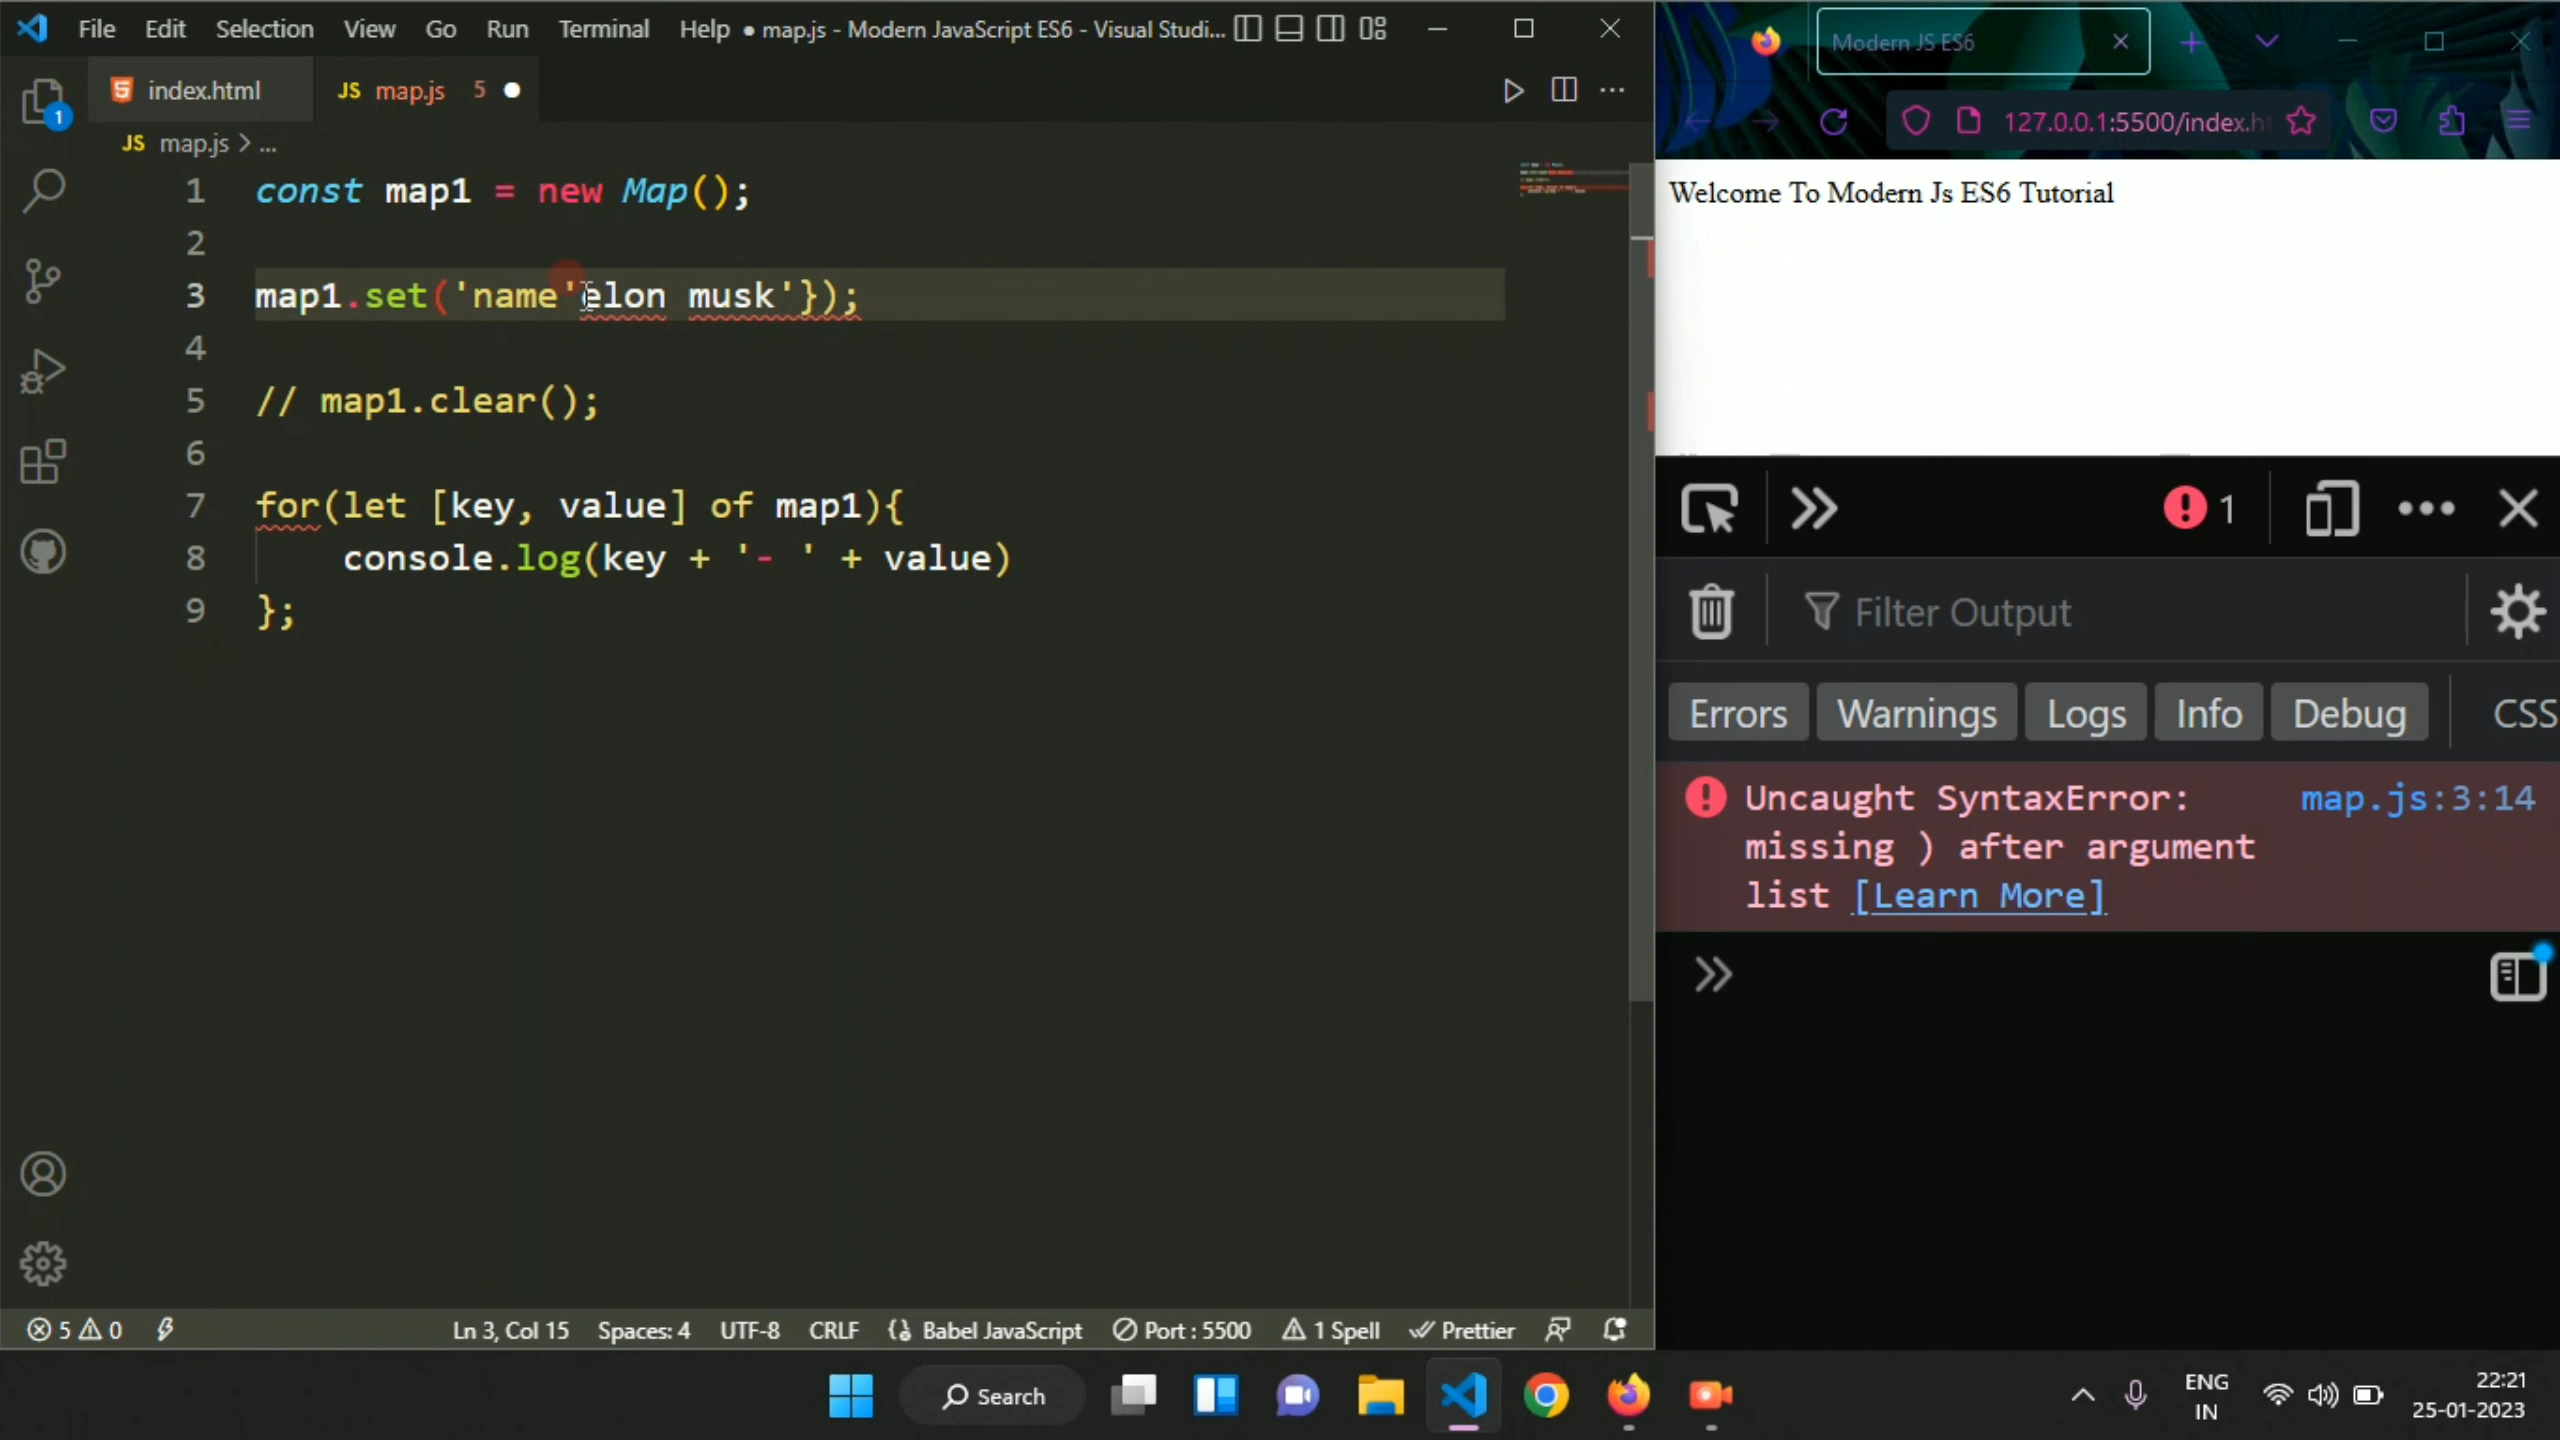 File Edit Selection View Go Run Terminal Help ● map.js - Modern JavaScript ES6 - Visual Studi...
index.html
JS map.js 5
JS map.js > ...
1 const map1 = new Map();
2
3 map1.set('name'elon musk'});
4
5 // map1.clear();
6
7 for(let [key, value] of map1){
8 console.log(key + '- ' + value)
9 };
1
5 0
Ln 3, Col 15 Spaces: 4 UTF-8 CRLF Babel JavaScript Port : 5500 1 Spell Prettier
Modern JS ES6
127.0.0.1:5500/index.h
Welcome To Modern Js ES6 Tutorial
1
Filter Output
Errors Warnings Logs Info Debug CSS
Uncaught SyntaxError: map.js:3:14
missing ) after argument
list [Learn More]
Search
ENG
IN
22:21
25-01-2023